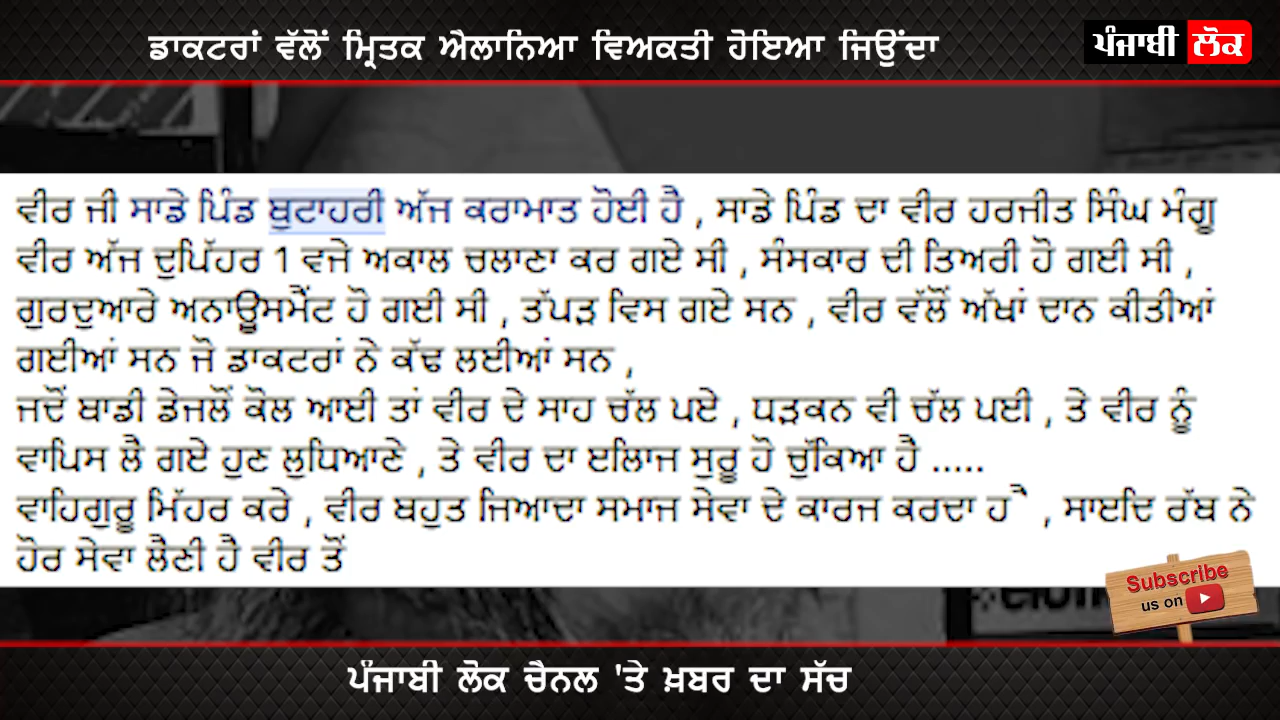 ਡਾਕਟਰਾਂ ਵੱਲੋਂ ਮ੍ਰਿਤਕ ਐਲਾਨਿਆ ਵਿਅਕਤੀ ਹੋਇਆ ਜਿਉਂਦਾ
ਪੰਜਾਬੀ ਲੋਕ
ਵੀਰ ਜੀ ਸਾਡੇ ਪਿੰਡ ਬੁਟਾਹਰੀ ਅੱਜ ਕਰਾਮਾਤ ਹੋਈ ਹੈ , ਸਾਡੇ ਪਿੰਡ ਦਾ ਵੀਰ ਹਰਜੀਤ ਸਿੰਘ ਮੰਗੂ
ਵੀਰ ਅੱਜ ਦੁਪਿੱਹਰ 1 ਵਜੇ ਅਕਾਲ ਚਲਾਣਾ ਕਰ ਗਏ ਸੀ , ਸੰਸਕਾਰ ਦੀ ਤਿਅਰੀ ਹੋ ਗਈ ਸੀ ,
ਗੁਰਦੁਆਰੇ ਅਨਾਊਸਮੈਂਟ ਹੋ ਗਈ ਸੀ , ਤੱਪੜ ਵਿਸ ਗਏ ਸਨ , ਵੀਰ ਵੱਲੋਂ ਅੱਖਾਂ ਦਾਨ ਕੀਤੀਆਂ
ਗਈਆਂ ਸਨ ਜੋ ਡਾਕਟਰਾਂ ਨੇ ਕੱਢ ਲਈਆਂ ਸਨ ,
ਜਦੋਂ ਬਾਡੀ ਡੇਜਲੋਂ ਕੋਲ ਆਈ ਤਾਂ ਵੀਰ ਦੇ ਸਾਹ ਚੱਲ ਪਏ , ਧੜਕਨ ਵੀ ਚੱਲ ਪਈ , ਤੇ ਵੀਰ ਨੂੰ
ਵਾਪਿਸ ਲੈ ਗਏ ਹੁਣ ਲੁਧਿਆਣੇ , ਤੇ ਵੀਰ ਦਾ ਇਲਾਜ ਸੁਰੂ ਹੋ ਚੁੱਕਿਆ ਹੈ .....
ਵਾਹਿਗੁਰੂ ਮਿੱਹਰ ਕਰੇ , ਵੀਰ ਬਹੁਤ ਜਿਆਦਾ ਸਮਾਜ ਸੇਵਾ ਦੇ ਕਾਰਜ ਕਰਦਾ ਹੈ , ਸਾਇਦ ਰੱਬ ਨੇ
ਹੋਰ ਸੇਵਾ ਲੈਣੀ ਹੈ ਵੀਰ ਤੋਂ
Subscribe
us on
ਪੰਜਾਬੀ ਲੋਕ ਚੈਨਲ 'ਤੇ ਖ਼ਬਰ ਦਾ ਸੱਚ